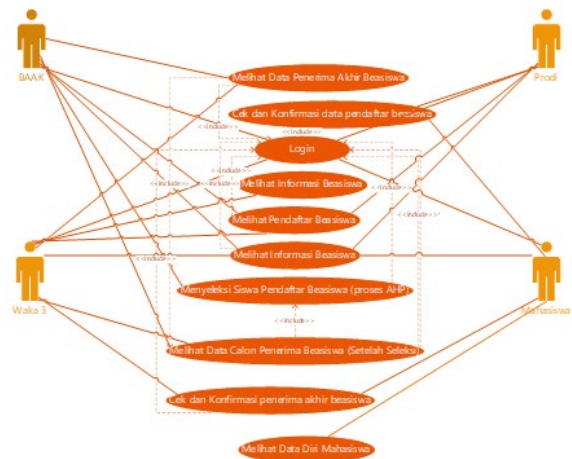 BAAK
Prodi
Melihat Data Penerima Akhir Beasiswa
Cek dan Konfirmasi data pendaftar beasiswa
<<include>>
<<include>>
Login
<<include>>
<<include>>
<<include>>
Melihat Informasi Beasiswa
Melihat Pendaftar Beasiswa
<<include>>
Melihat Informasi Beasiswa
<<include>>
Waka 3
Mahasiswa
Menyeleksi Siswa Pendaftar Beasiswa (proses AHP)
<<include>>
Melihat Data Calon Penerima Beasiswa (Setelah Seleksi)
Cek dan Konfirmasi penerima akhir beasiswa
Melihat Data Diri Mahasiswa